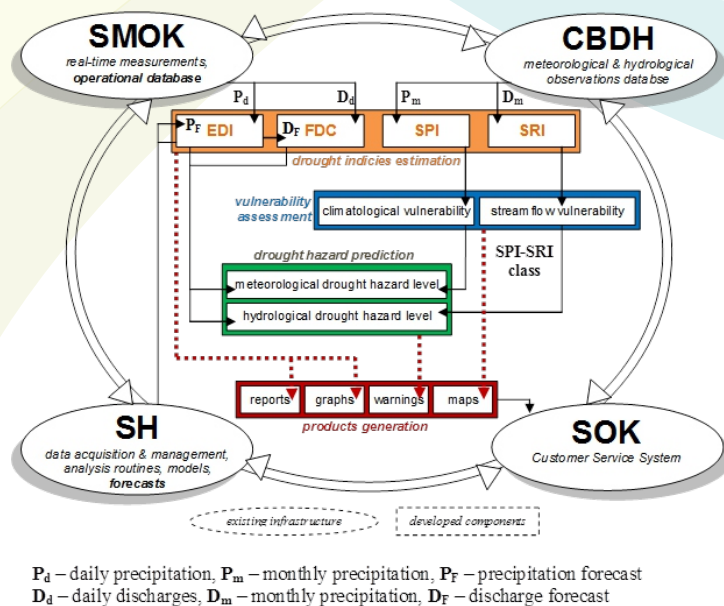 SMOK
real-time measurements,
operational database
CBDH
meteorological & hydrological
observations databse
Pd
Dd
Pm
Dm
PF EDI
DF FDC
SPI
SRI
drought indicies estimation
vulnerability
assessment
climatological vulnerability
streamflow vulnerability
SPI-SRI
class
drought hazard prediction
meteorological drought hazard level
hydrological drought hazard level
reports
graphs
warnings
maps
products generation
SH
data acquisition & management,
analysis routines, models,
forecasts
SOK
Customer Service System
existing infrastructure
developed components
Pd – daily precipitation, Pm – monthly precipitation, PF – precipitation forecast
Dd – daily discharges, Dm – monthly precipitation, DF – discharge forecast